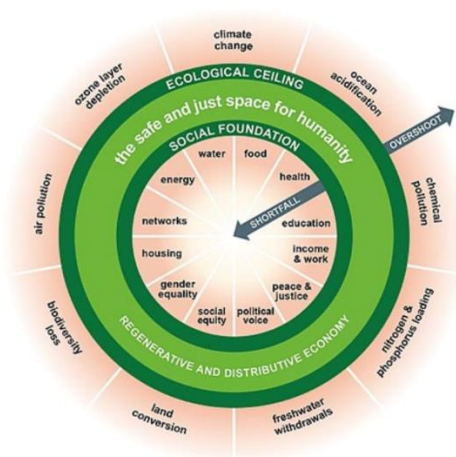 climate
change
ocean
acidification
chemical
pollution
nitrogen &
phosphorus loading
freshwater
withdrawals
land
conversion
biodiversity
loss
air pollution
ozone layer
depletion
ECOLOGICAL CEILING
OVERSHOOT
the safe and just space for humanity
SOCIAL FOUNDATION
water
food
health
SHORTFALL
education
income
& work
peace &
justice
political
voice
social
equity
gender
equality
housing
networks
energy
REGENERATIVE AND DISTRIBUTIVE ECONOMY